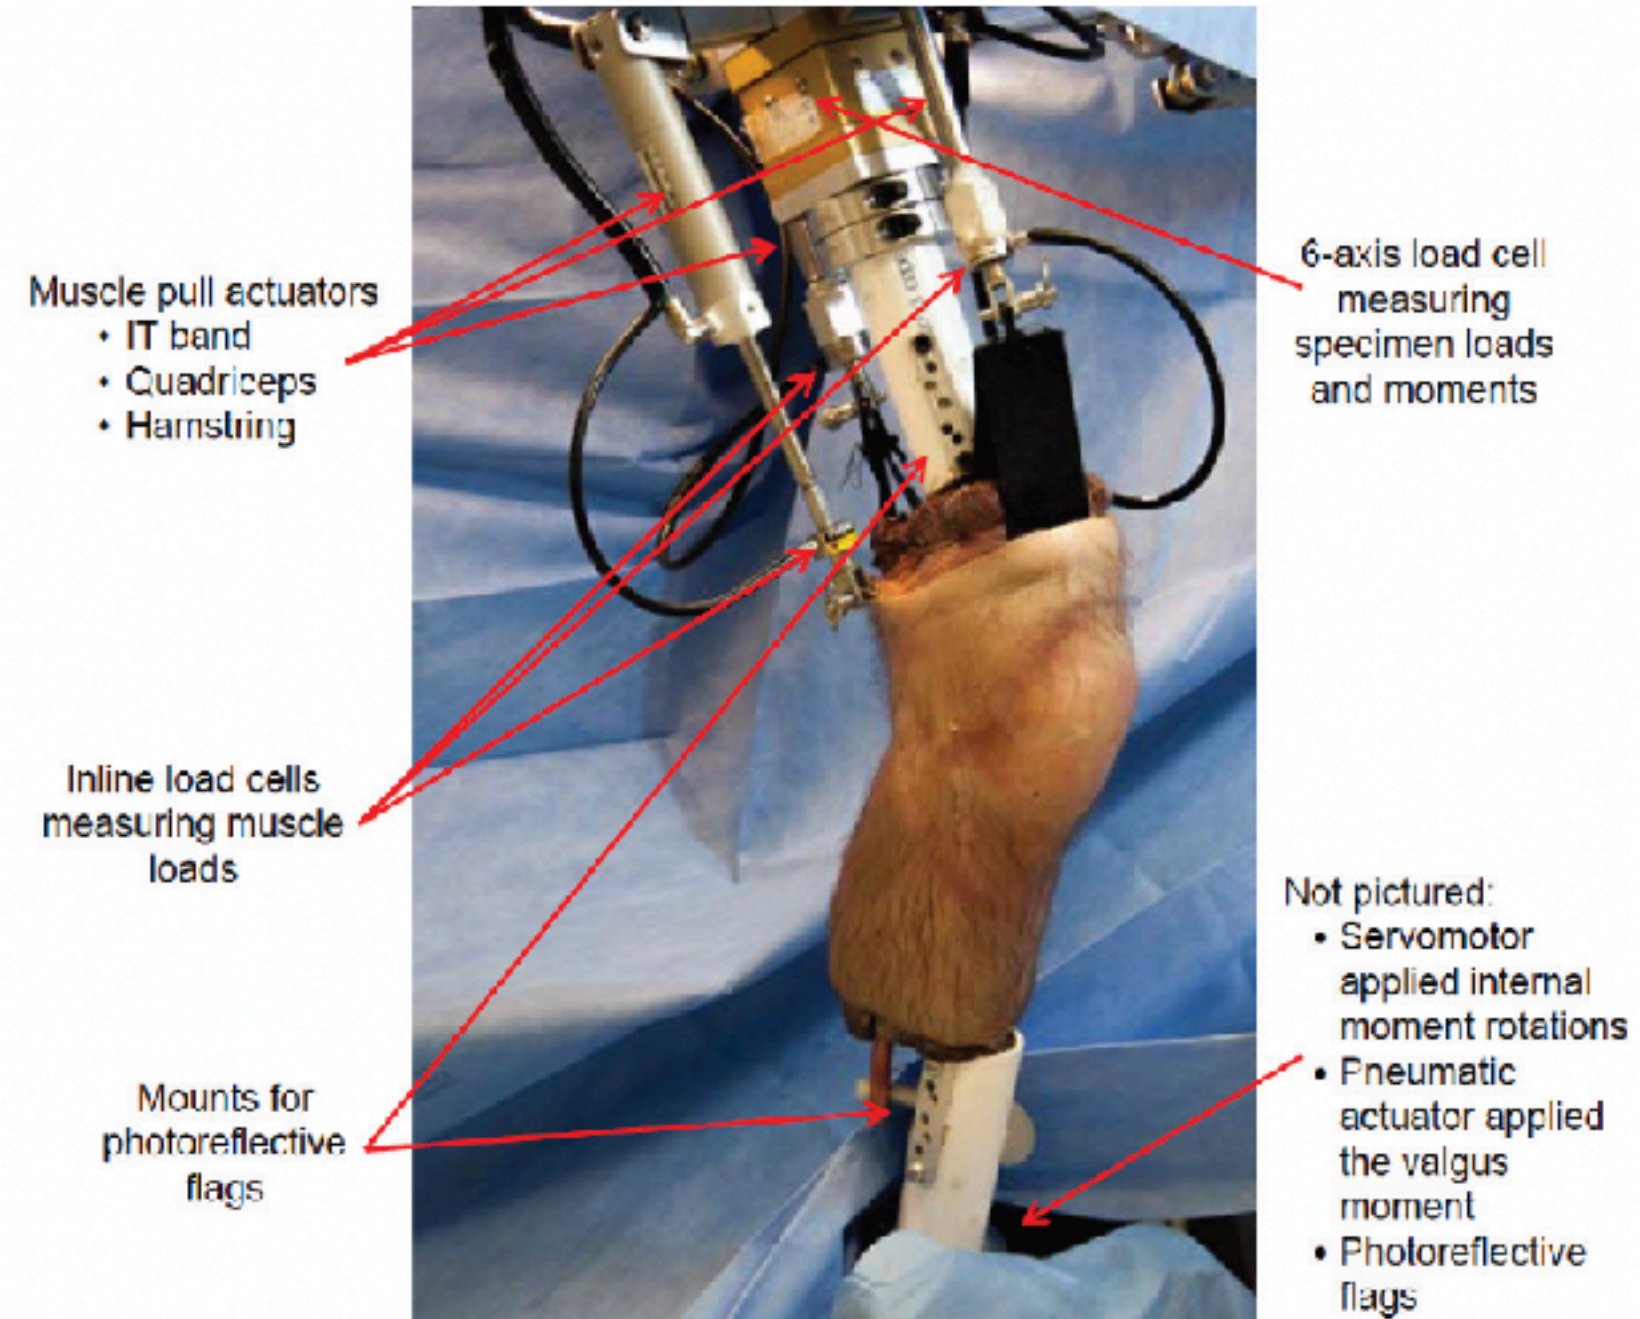 Muscle pull actuators
• IT band
• Quadriceps
• Hamstring
6-axis load cell
measuring
specimen loads
and moments
Inline load cells
measuring muscle
loads
Mounts for
photoreflective
flags
Not pictured:
• Servomotor
applied internal
moment rotations
• Pneumatic
actuator applied
the valgus
moment
• Photoreflective
flags